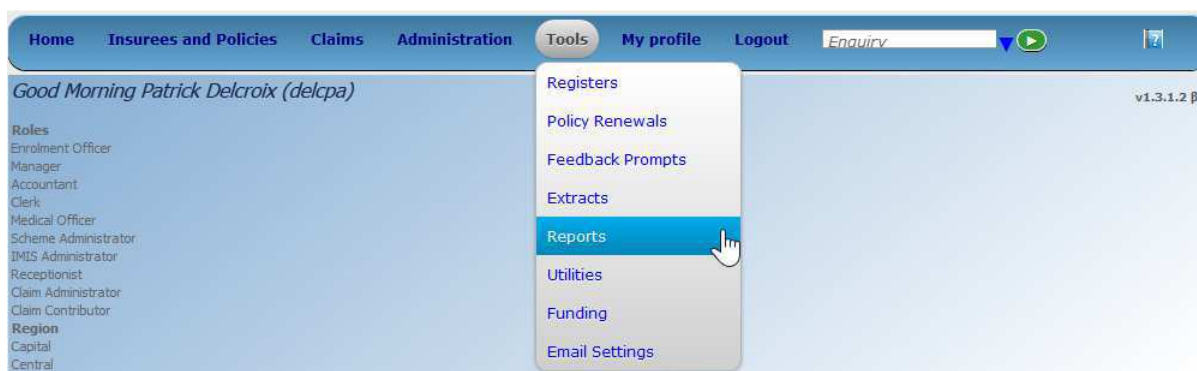 Home Insurees and Policies Claims Administration Tools My profile Logout Enquiry
Good Morning Patrick Delcroix (delcpa)
v1.3.1.2 β
Roles
Enrolment Officer
Manager
Accountant
Clerk
Medical Officer
Scheme Administrator
IMIS Administrator
Receptionist
Claim Administrator
Claim Contributor
Region
Capital
Central
Registers
Policy Renewals
Feedback Prompts
Extracts
Reports
Utilities
Funding
Email Settings